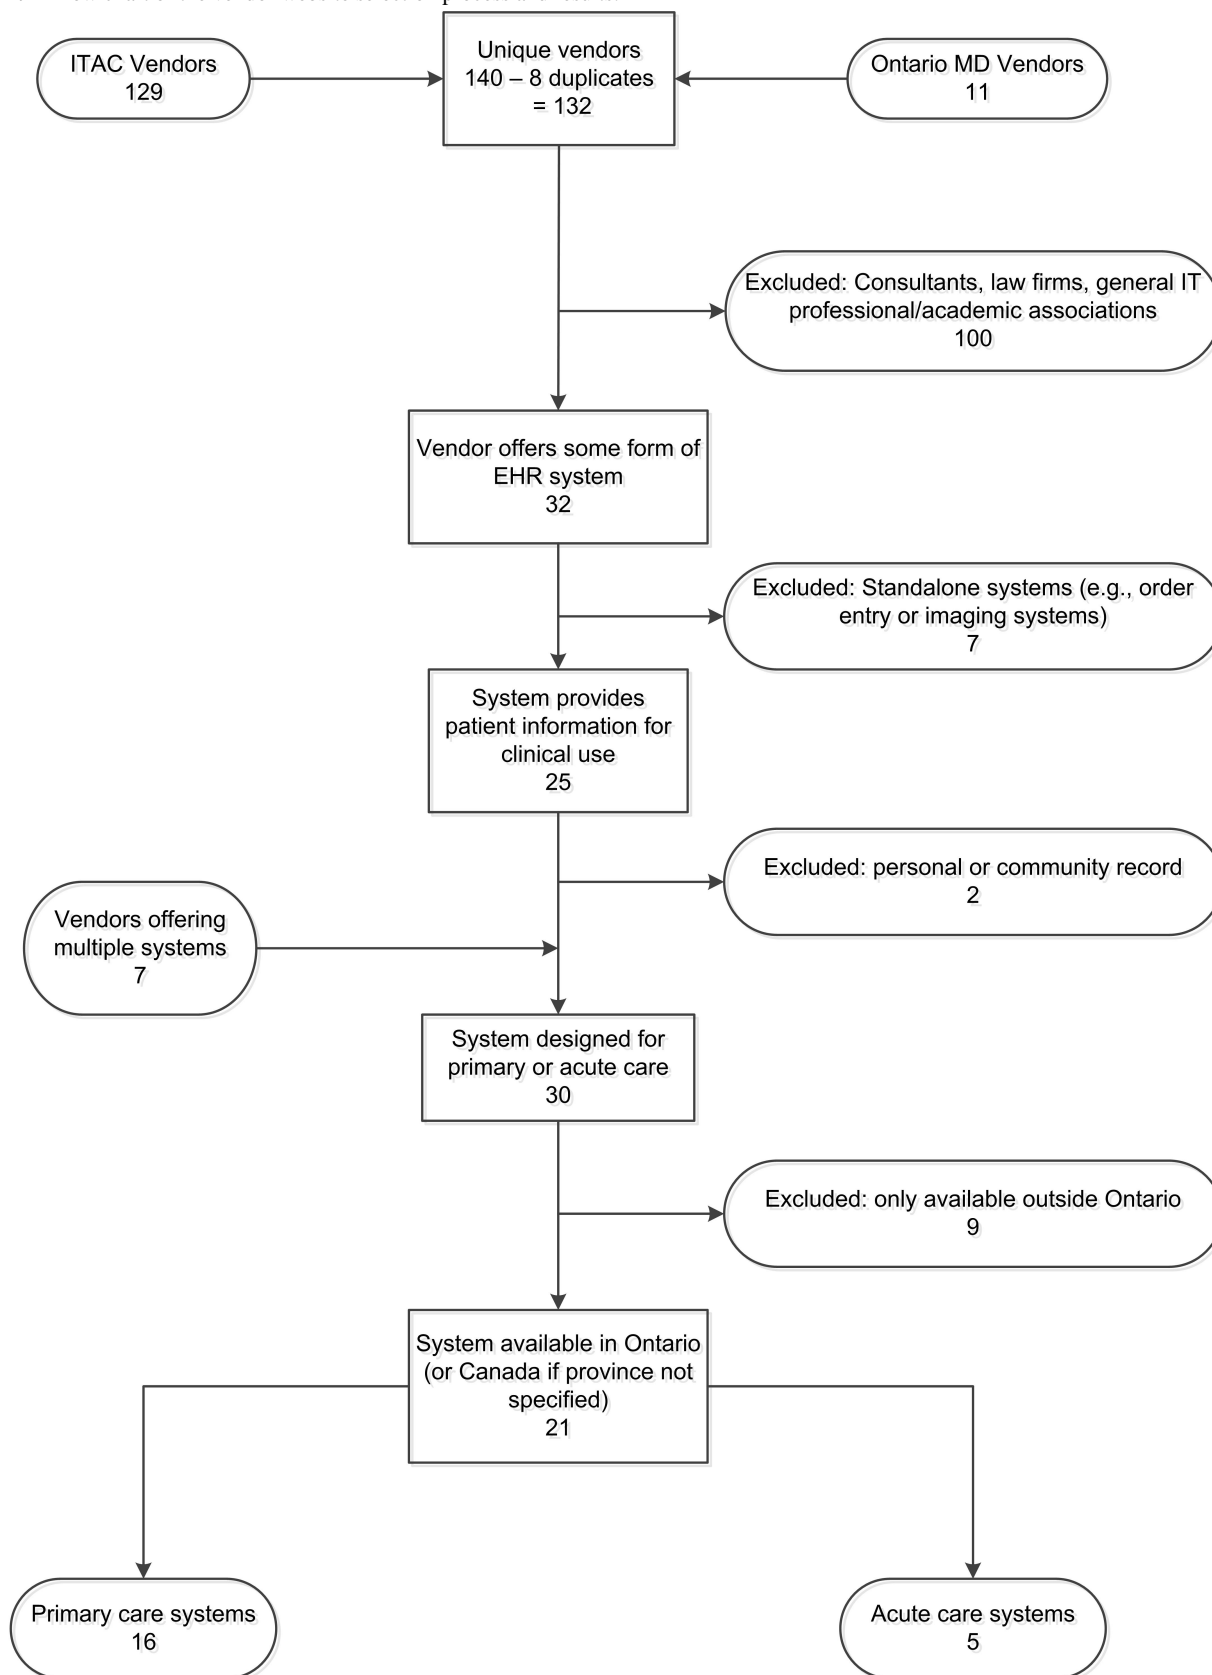 ITAC Vendors
129
Unique vendors
140 – 8 duplicates
= 132
Ontario MD Vendors
11
Excluded: Consultants, law firms, general IT
professional/academic associations
100
Vendor offers some form of
EHR system
32
Excluded: Standalone systems (e.g., order
entry or imaging systems)
7
System provides
patient information for
clinical use
25
Excluded: personal or community record
2
Vendors offering
multiple systems
7
System designed for
primary or acute care
30
Excluded: only available outside Ontario
9
System available in Ontario
(or Canada if province not
specified)
21
Primary care systems
16
Acute care systems
5